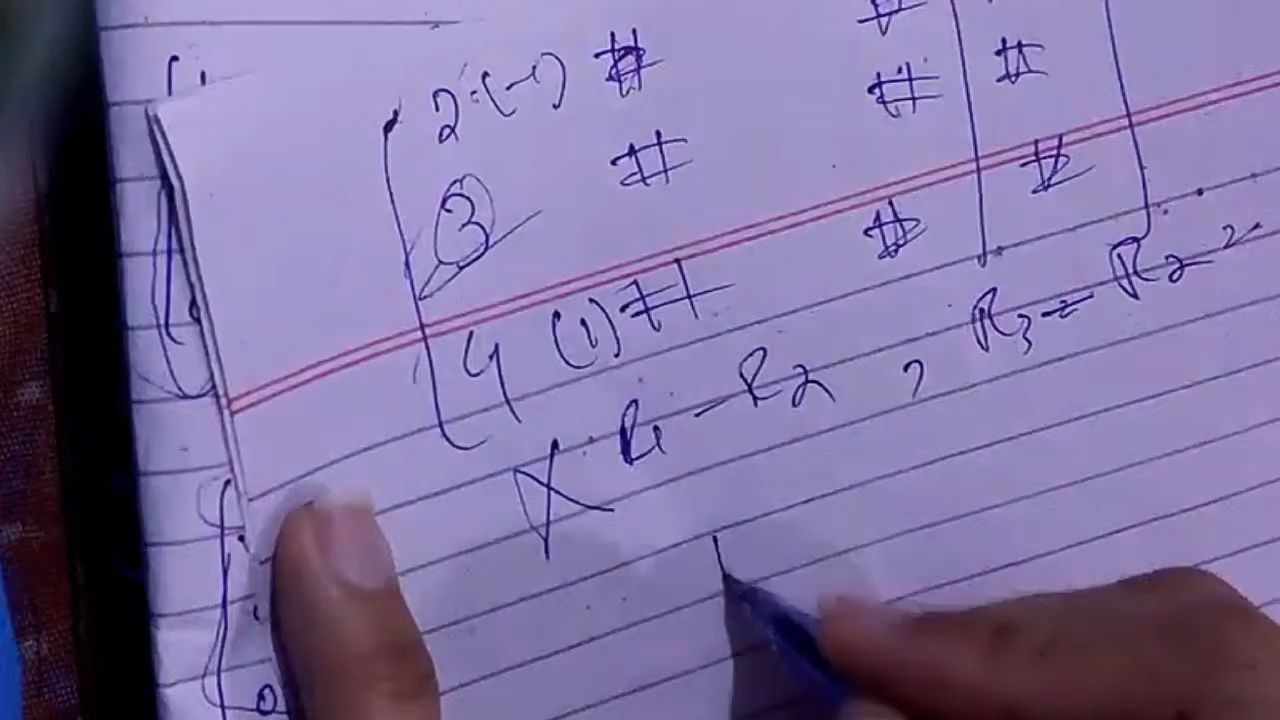 2·(-1) # # #
3 # #
4 (1) # #
R1 - R2 , R3 = R2